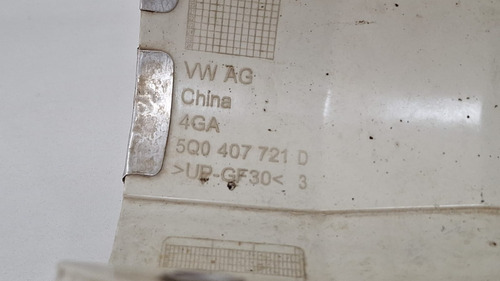 VW AG
China
4GA
5Q0 407 721 D
>UP-GF30< 3